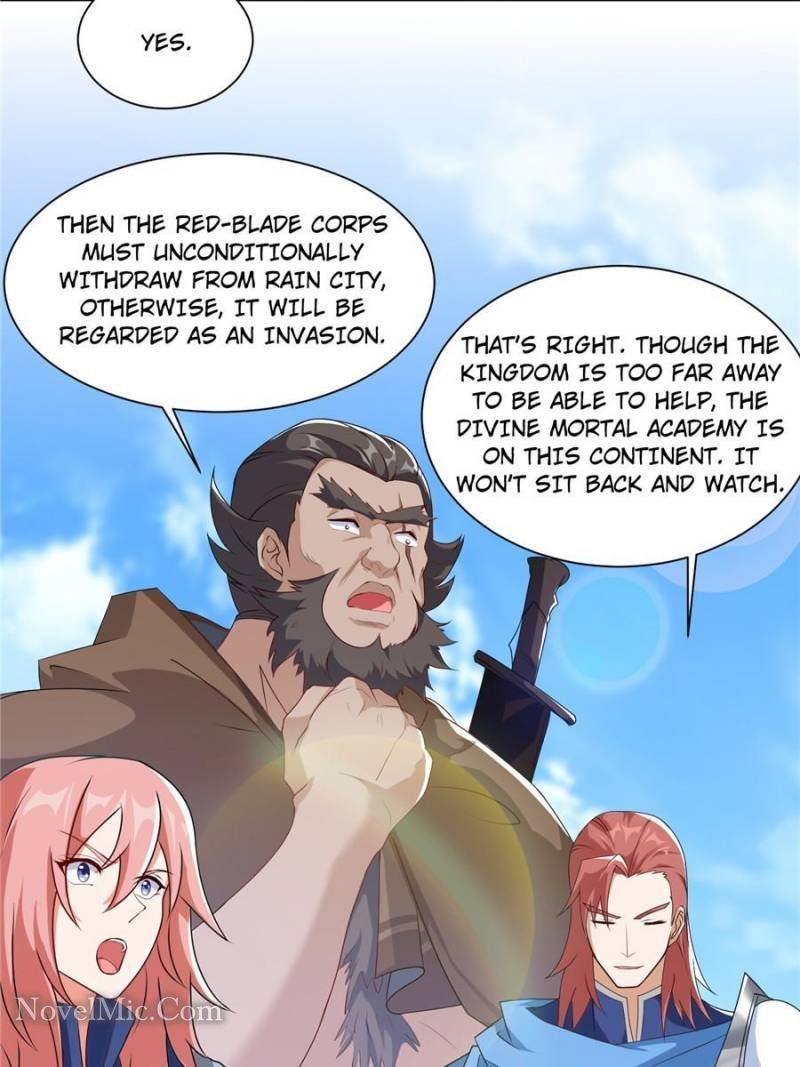 YES.
THEN THE RED-BLADE CORPS
MUST UNCONDITIONALLY
WITHDRAW FROM RAIN CITY,
OTHERWISE, IT WILL BE
REGARDED AS AN INVASION.
THAT'S RIGHT. THOUGH THE
KINGDOM IS TOO FAR AWAY
TO BE ABLE TO HELP, THE
DIVINE MORTAL ACADEMY IS
ON THIS CONTINENT. IT
WON'T SIT BACK AND WATCH.
NovelMic.Com